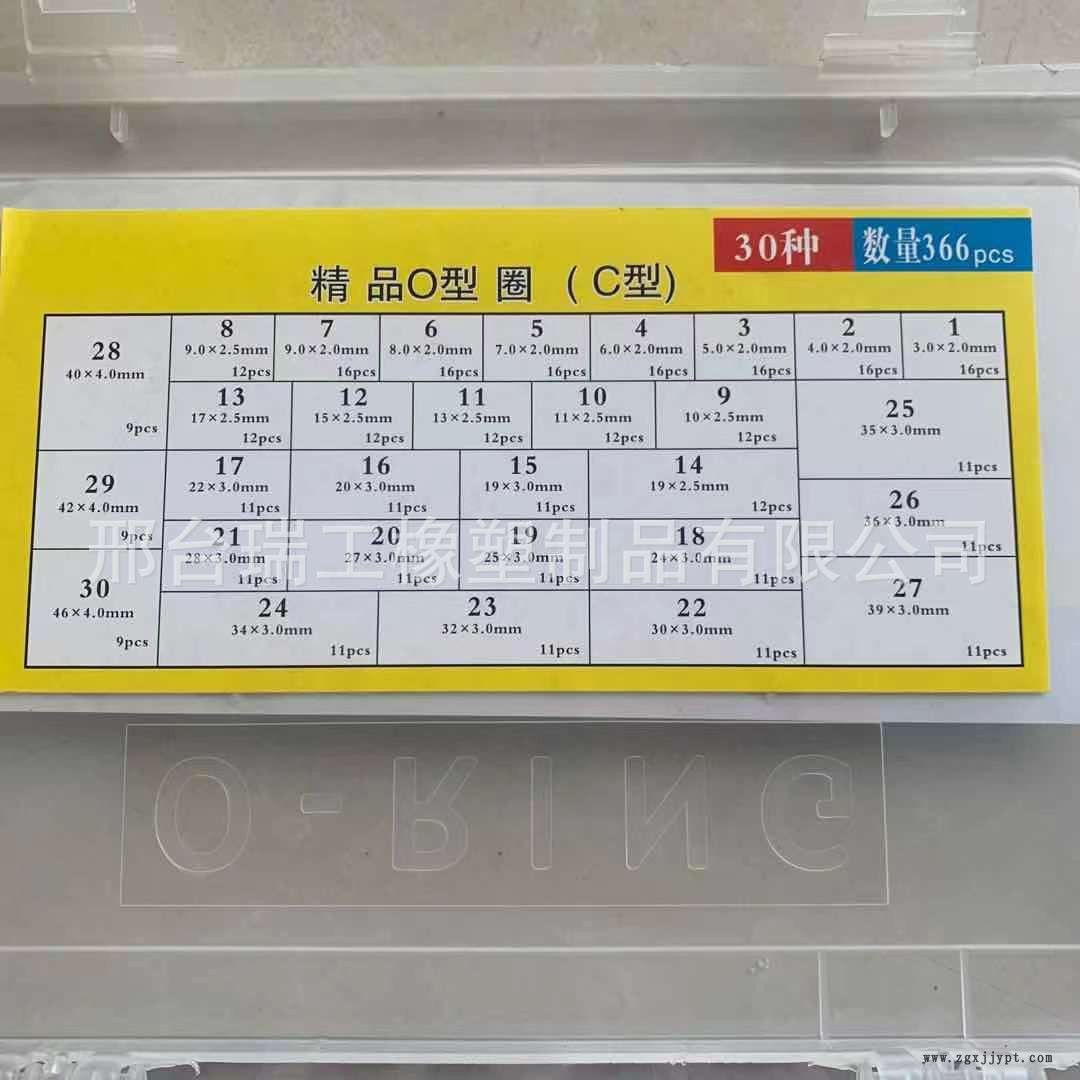 30种 数量366pcs
精 品O型 圈 (C型)
28
40×4.0mm
9pcs
8
9.0×2.5mm
12pcs
7
9.0×2.0mm
16pcs
6
8.0×2.0mm
16pcs
5
7.0×2.0mm
16pcs
4
6.0×2.0mm
16pcs
3
5.0×2.0mm
16pcs
2
4.0×2.0mm
16pcs
1
3.0×2.0mm
16pcs
13
17×2.5mm
12pcs
12
15×2.5mm
12pcs
11
13×2.5mm
12pcs
10
11×2.5mm
12pcs
9
10×2.5mm
12pcs
25
35×3.0mm
11pcs
29
42×4.0mm
9pcs
17
22×3.0mm
11pcs
16
20×3.0mm
11pcs
15
19×3.0mm
11pcs
14
19×2.5mm
12pcs
26
36×3.0mm
11pcs
21
28×3.0mm
11pcs
20
27×3.0mm
11pcs
19
25×3.0mm
11pcs
18
24×3.0mm
11pcs
30
46×4.0mm
9pcs
24
34×3.0mm
11pcs
23
32×3.0mm
11pcs
22
30×3.0mm
11pcs
27
39×3.0mm
11pcs
邢台瑞工橡塑制品有限公司
O-RING
www.zgxjjypt.com